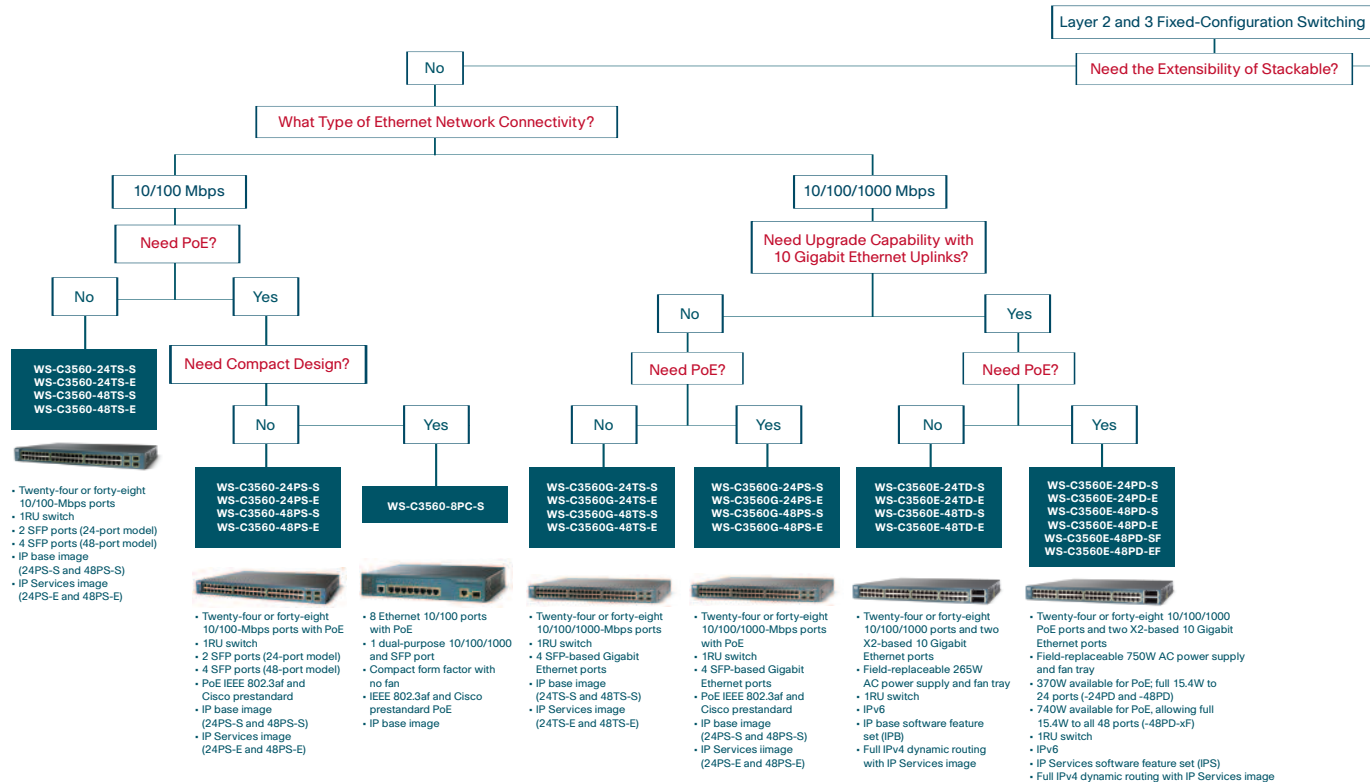 Layer 2 and 3 Fixed-Configuration Switching
Need the Extensibility of Stackable?
No
What Type of Ethernet Network Connectivity?
10/100 Mbps
10/100/1000 Mbps
Need PoE?
Need Upgrade Capability with
10 Gigabit Ethernet Uplinks?
No
Yes
No
Yes
WS-C3560-24TS-S
WS-C3560-24TS-E
WS-C3560-48TS-S
WS-C3560-48TS-E
Need Compact Design?
Need PoE?
Need PoE?
No
Yes
No
Yes
No
Yes
• Twenty-four or forty-eight
10/100-Mbps ports
• 1RU switch
• 2 SFP ports (24-port model)
• 4 SFP ports (48-port model)
• IP base image
(24PS-S and 48PS-S)
• IP Services image
(24PS-E and 48PS-E)
WS-C3560-24PS-S
WS-C3560-24PS-E
WS-C3560-48PS-S
WS-C3560-48PS-E
• Twenty-four or forty-eight
10/100-Mbps ports with PoE
• 1RU switch
• 2 SFP ports (24-port model)
• 4 SFP ports (48-port model)
• PoE IEEE 802.3af and
Cisco prestandard
• IP base image
(24PS-S and 48PS-S)
• IP Services image
(24PS-E and 48PS-E)
WS-C3560-8PC-S
• 8 Ethernet 10/100 ports
with PoE
• 1 dual-purpose 10/100/1000
and SFP port
• Compact form factor with
no fan
• IEEE 802.3af and Cisco
prestandard PoE
• IP base image
WS-C3560G-24TS-S
WS-C3560G-24TS-E
WS-C3560G-48TS-S
WS-C3560G-48TS-E
• Twenty-four or forty-eight
10/100/1000-Mbps ports
• 1RU switch
• 4 SFP-based Gigabit
Ethernet ports
• IP base image
(24TS-S and 48TS-S)
• IP Services image
(24TS-E and 48TS-E)
WS-C3560G-24PS-S
WS-C3560G-24PS-E
WS-C3560G-48PS-S
WS-C3560G-48PS-E
• Twenty-four or forty-eight
10/100/1000-Mbps ports
with PoE
• 1RU switch
• 4 SFP-based Gigabit
Ethernet ports
• PoE IEEE 802.3af and
Cisco prestandard
• IP base image
(24PS-S and 48PS-S)
• IP Services iimage
(24PS-E and 48PS-E)
WS-C3560E-24TD-S
WS-C3560E-24TD-E
WS-C3560E-48TD-S
WS-C3560E-48TD-E
• Twenty-four or forty-eight
10/100/1000 ports and two
X2-based 10 Gigabit
Ethernet ports
• Field-replaceable 265W
AC power supply and fan tray
• 1RU switch
• IPv6
• IP base software feature
set (IPB)
• Full IPv4 dynamic routing
with IP Services image
WS-C3560E-24PD-S
WS-C3560E-24PD-E
WS-C3560E-48PD-S
WS-C3560E-48PD-E
WS-C3560E-48PD-SF
WS-C3560E-48PD-EF
• Twenty-four or forty-eight 10/100/1000
PoE ports and two X2-based 10 Gigabit
Ethernet ports
• Field-replaceable 750W AC power supply
and fan tray
• 370W available for PoE; full 15.4W to
24 ports (-24PD and -48PD)
• 740W available for PoE, allowing full
15.4W to all 48 ports (-48PD-xF)
• 1RU switch
• IPv6
• IP Services software feature set (IPS)
• Full IPv4 dynamic routing with IP Services image